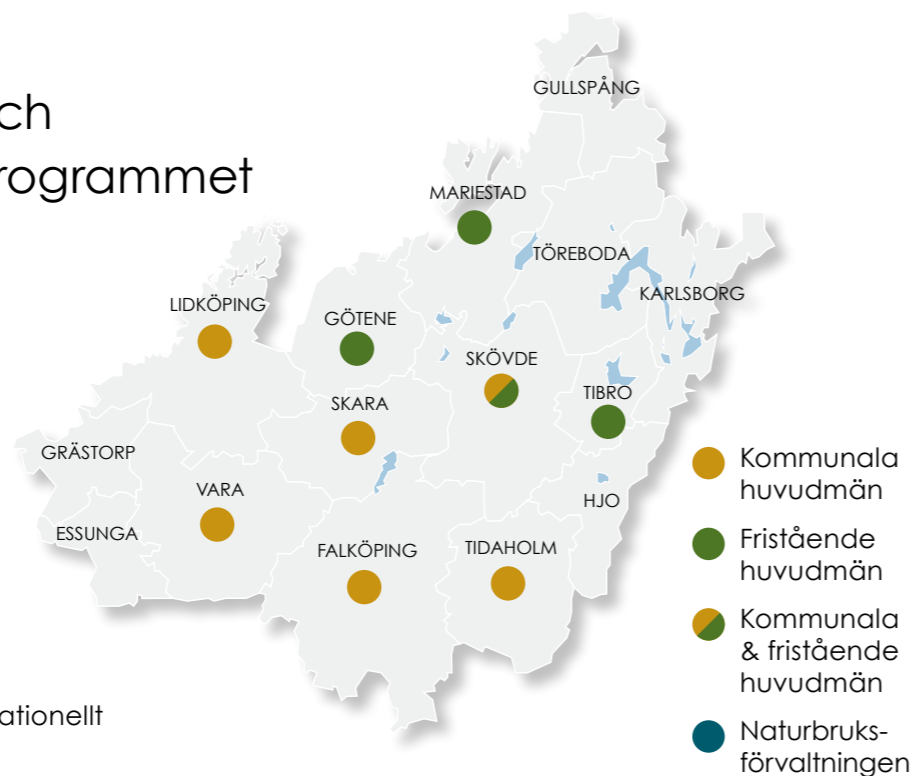 ch
rogrammet
GULLSPÅNG
MARIESTAD
TÖREBODA
KARLSBORG
LIDKÖPING
GÖTENE
SKÖVDE
TIBRO
SKARA
GRÄSTORP
VARA
HJO
ESSUNGA
FALKÖPING
TIDAHOLM
Kommunala
huvudmän
Fristående
huvudmän
Kommunala
& fristående
huvudmän
Naturbruks-
förvaltningen
ationellt